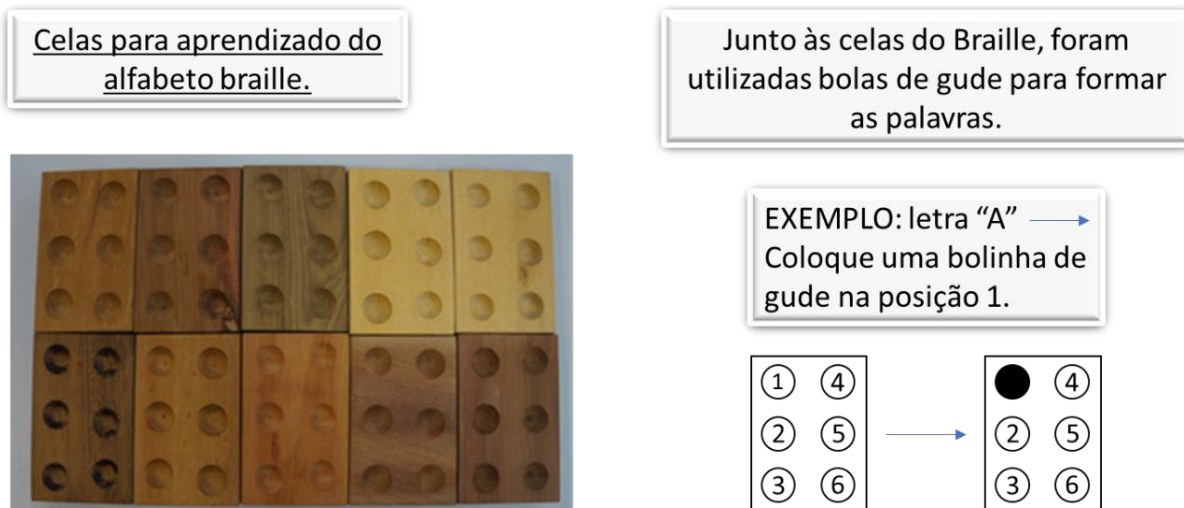 Celas para aprendizado do
alfabeto braille.
Junto às celas do Braille, foram
utilizadas bolas de gude para formar
as palavras.
EXEMPLO: letra “A”
Coloque uma bolinha de
gude na posição 1.
1 4 4
2 5 2 5
3 6 3 6